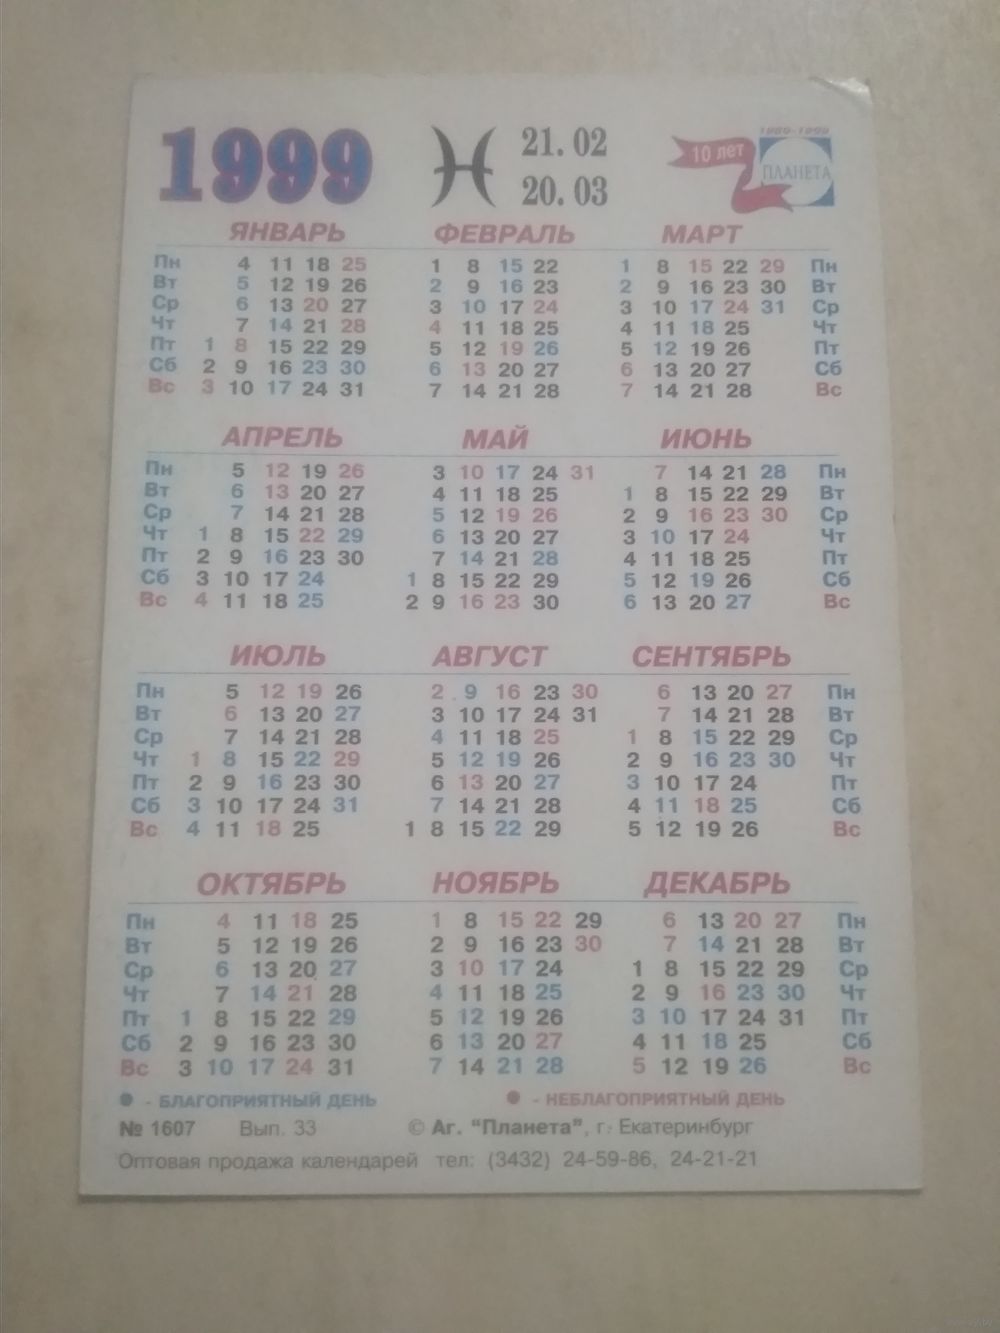 1999 21.02 10 лет 1989-1999
20.03 ПЛАНЕТА
ЯНВАРЬ ФЕВРАЛЬ МАРТ
Пн 4 11 18 25 1 8 15 22 1 8 15 22 29 Пн
Вт 5 12 19 26 2 9 16 23 2 9 16 23 30 Вт
Ср 6 13 20 27 3 10 17 24 3 10 17 24 31 Ср
Чт 7 14 21 28 4 11 18 25 4 11 18 25 Чт
Пт 1 8 15 22 29 5 12 19 26 5 12 19 26 Пт
Сб 2 9 16 23 30 6 13 20 27 6 13 20 27 Сб
Вс 3 10 17 24 31 7 14 21 28 7 14 21 28 Вс
АПРЕЛЬ МАЙ ИЮНЬ
Пн 5 12 19 26 3 10 17 24 31 7 14 21 28 Пн
Вт 6 13 20 27 4 11 18 25 1 8 15 22 29 Вт
Ср 7 14 21 28 5 12 19 26 2 9 16 23 30 Ср
Чт 1 8 15 22 29 6 13 20 27 3 10 17 24 Чт
Пт 2 9 16 23 30 7 14 21 28 4 11 18 25 Пт
Сб 3 10 17 24 1 8 15 22 29 5 12 19 26 Сб
Вс 4 11 18 25 2 9 16 23 30 6 13 20 27 Вс
ИЮЛЬ АВГУСТ СЕНТЯБРЬ
Пн 5 12 19 26 2 9 16 23 30 6 13 20 27 Пн
Вт 6 13 20 27 3 10 17 24 31 7 14 21 28 Вт
Ср 7 14 21 28 4 11 18 25 1 8 15 22 29 Ср
Чт 1 8 15 22 29 5 12 19 26 2 9 16 23 30 Чт
Пт 2 9 16 23 30 6 13 20 27 3 10 17 24 Пт
Сб 3 10 17 24 31 7 14 21 28 4 11 18 25 Сб
Вс 4 11 18 25 1 8 15 22 29 5 12 19 26 Вс
ОКТЯБРЬ НОЯБРЬ ДЕКАБРЬ
Пн 4 11 18 25 1 8 15 22 29 6 13 20 27 Пн
Вт 5 12 19 26 2 9 16 23 30 7 14 21 28 Вт
Ср 6 13 20 27 3 10 17 24 1 8 15 22 29 Ср
Чт 7 14 21 28 4 11 18 25 2 9 16 23 30 Чт
Пт 1 8 15 22 29 5 12 19 26 3 10 17 24 31 Пт
Сб 2 9 16 23 30 6 13 20 27 4 11 18 25 Сб
Вс 3 10 17 24 31 7 14 21 28 5 12 19 26 Вс
● - БЛАГОПРИЯТНЫЙ ДЕНЬ ● - НЕБЛАГОПРИЯТНЫЙ ДЕНЬ
№ 1607 Вып. 33 © Аг. "Планета", г. Екатеринбург
Оптовая продажа календарей тел: (3432) 24-59-86, 24-21-21